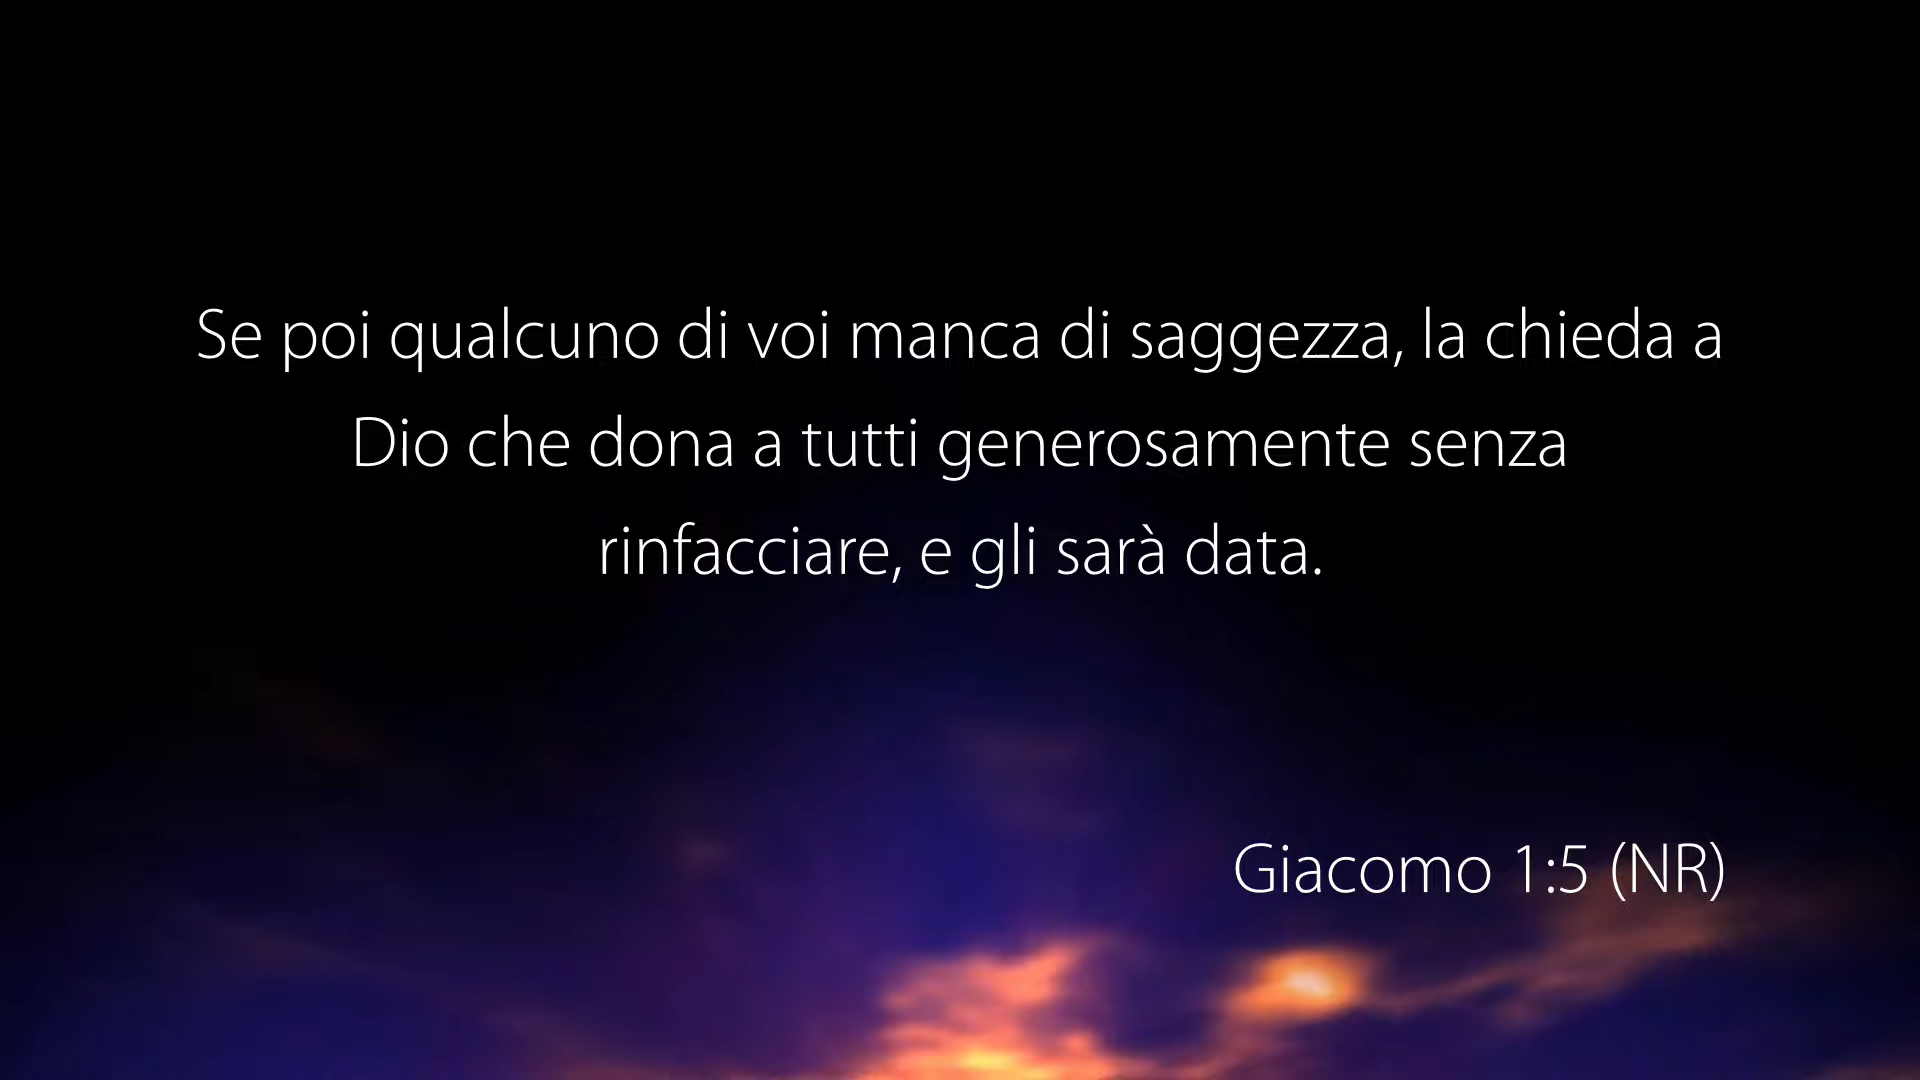 Se poi qualcuno di voi manca di saggezza, la chieda a
Dio che dona a tutti generosamente senza
rinfacciare, e gli sarà data.
Giacomo 1:5 (NR)